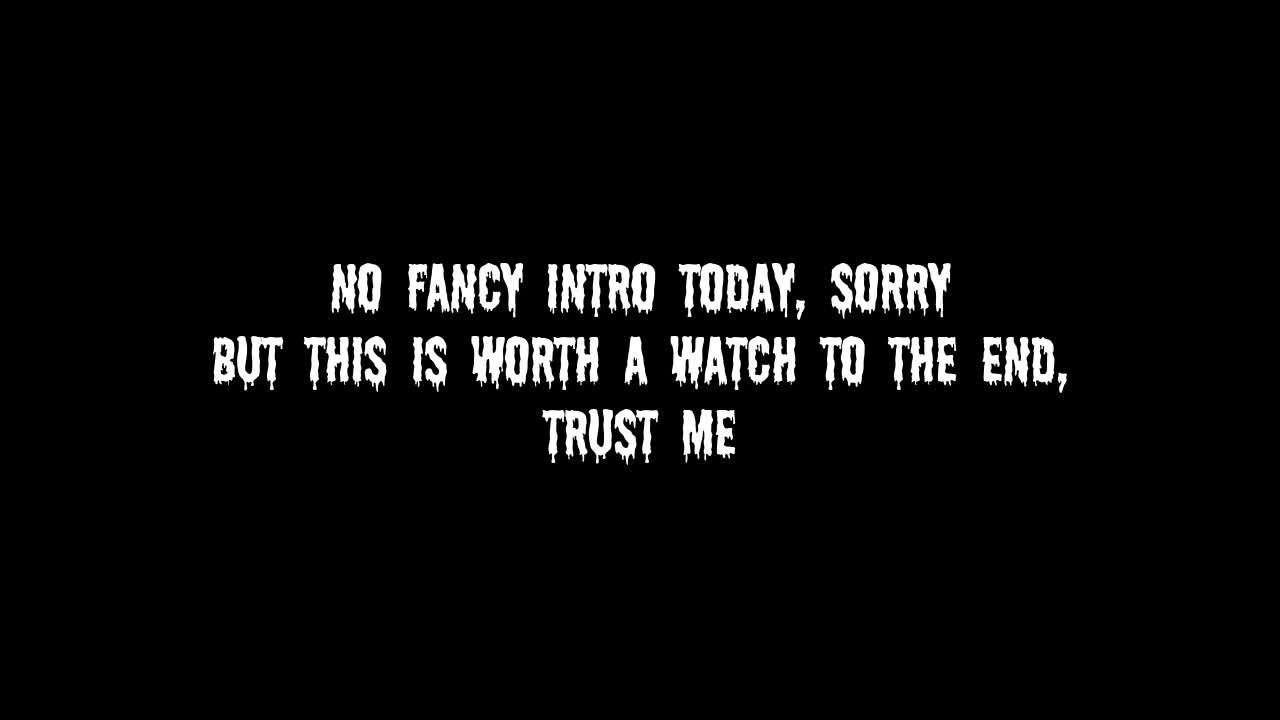 NO FANCY INTRO TODAY, SORRY
BUT THIS IS WORTH A WATCH TO THE END,
TRUST ME